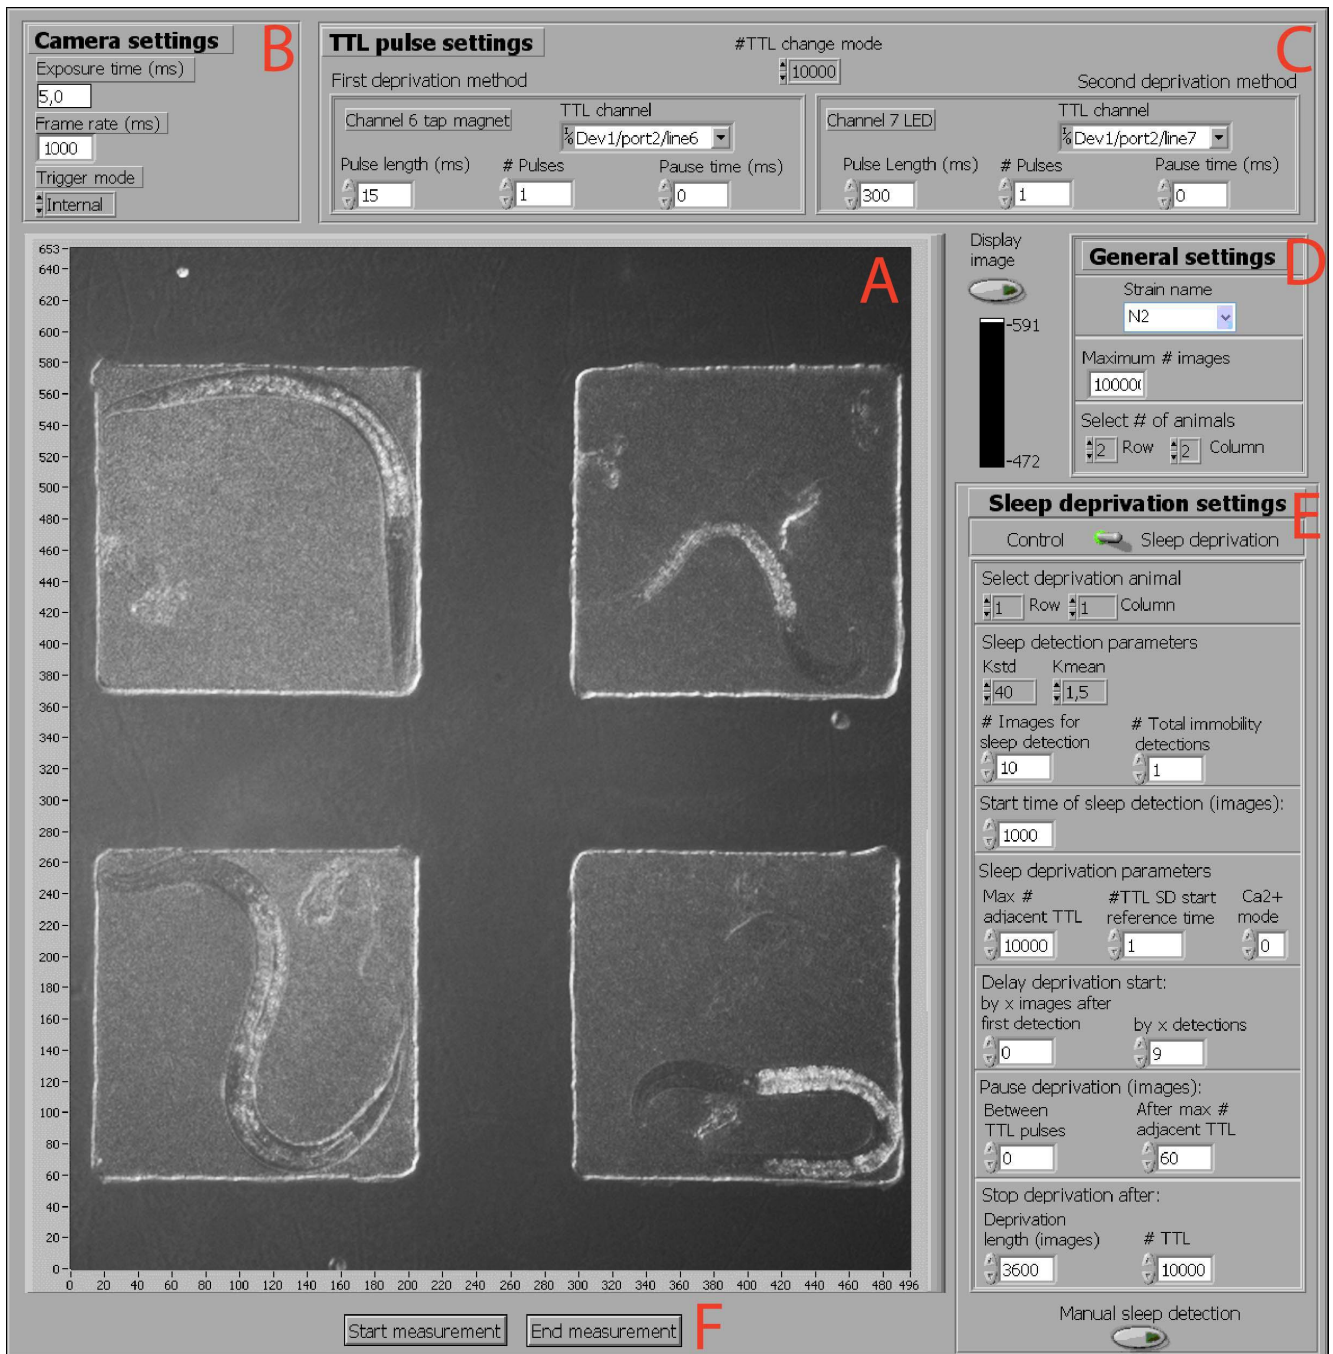 Camera settings
B
Exposure time (ms)
5,0
Frame rate (ms)
1000
Trigger mode
Internal
TTL pulse settings
#TTL change mode
10000
C
First deprivation method
Second deprivation method
Channel 6 tap magnet
TTL channel
Dev1/port2/line6
Pulse length (ms)
# Pulses
Pause time (ms)
15
1
0
Channel 7 LED
TTL channel
Dev1/port2/line7
Pulse Length (ms)
# Pulses
Pause time (ms)
300
1
0
A
653
640
620
600
580
560
540
520
500
480
460
440
420
400
380
360
340
320
300
280
260
240
220
200
180
160
140
120
100
80
60
40
20
0
0 20 40 60 80 100 120 140 160 180 200 220 240 260 280 300 320 340 360 380 400 420 440 460 480 496
Display
image
-591
-472
General settings
D
Strain name
N2
Maximum # images
10000
Select # of animals
2 Row 2 Column
Sleep deprivation settings
E
Control Sleep deprivation
Select deprivation animal
1 Row 1 Column
Sleep detection parameters
Kstd Kmean
40 1,5
# Images for
sleep detection
10
# Total immobility
detections
1
Start time of sleep detection (images):
1000
Sleep deprivation parameters
Max #
adjacent TTL
10000
#TTL SD start
reference time
1
Ca2+
mode
0
Delay deprivation start:
by x images after
first detection
0
by x detections
9
Pause deprivation (images):
Between
TTL pulses
0
After max #
adjacent TTL
60
Stop deprivation after:
Deprivation
length (images)
3600
# TTL
10000
Manual sleep detection
Start measurement
End measurement
F